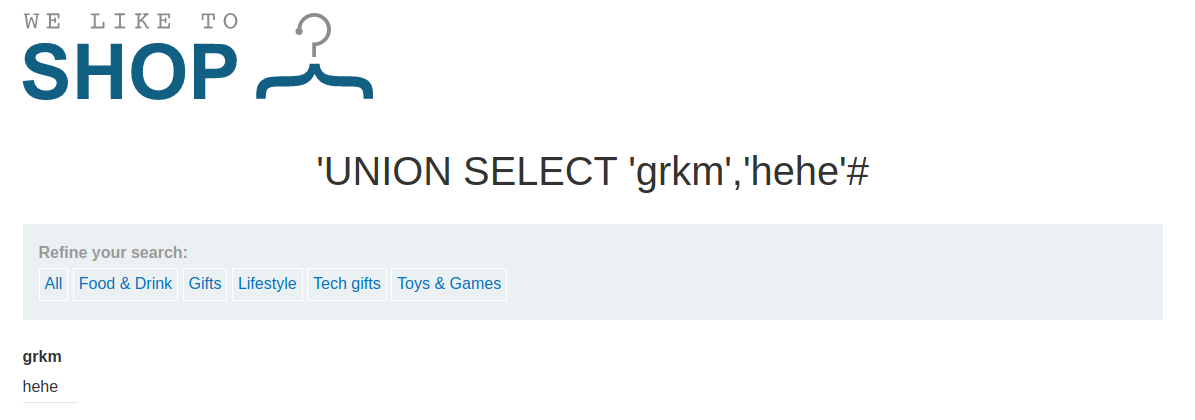 WE LIKE TO
SHOP
'UNION SELECT 'grkm','hehe'#
Refine your search:
All Food & Drink Gifts Lifestyle Tech gifts Toys & Games
grkm
hehe